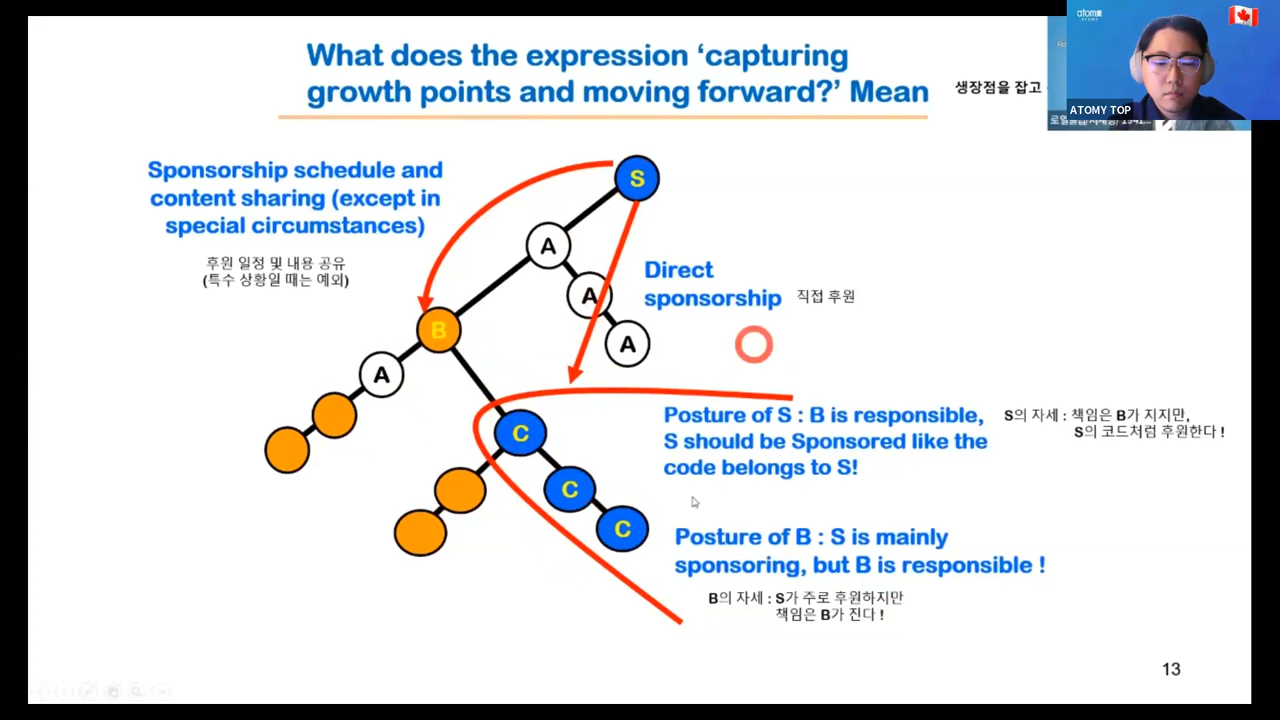 What does the expression ‘capturing
growth points and moving forward?’ Mean
생장점을 잡고
atomy
ATOMY TOP
Sponsorship schedule and
content sharing (except in
special circumstances)
후원 일정 및 내용 공유
(특수 상황일 때는 예외)
S
A
A
A
B
A
Direct
sponsorship
직접 후원
C
C
C
Posture of S : B is responsible,
S should be Sponsored like the
code belongs to S!
S의 자세 : 책임은 B가 지지만,
S의 코드처럼 후원한다 !
Posture of B : S is mainly
sponsoring, but B is responsible !
B의 자세 : S가 주로 후원하지만
책임은 B가 진다 !
13